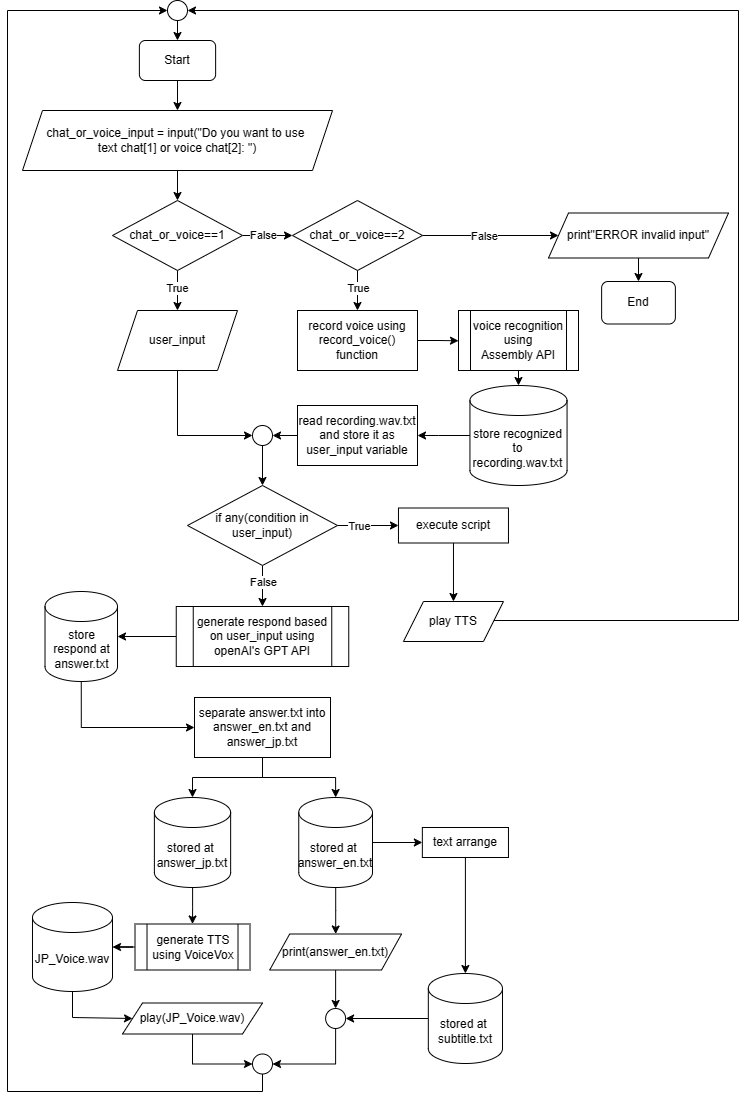 Start
chat_or_voice_input = input("Do you want to use
text chat[1] or voice chat[2]: ")
chat_or_voice==1
False
chat_or_voice==2
False
print"ERROR invalid input"
True
True
End
user_input
record voice using
record_voice()
function
voice recognition
using
Assembly API
read recording.wav.txt
and store it as
user_input variable
store recognized
to
recording.wav.txt
if any(condition in
user_input)
True
execute script
False
play TTS
generate respond based
on user_input using
openAI's GPT API
store
respond at
answer.txt
separate answer.txt into
answer_en.txt and
answer_jp.txt
stored at
answer_jp.txt
stored at
answer_en.txt
text arrange
generate TTS
using VoiceVox
JP_Voice.wav
print(answer_en.txt)
play(JP_Voice.wav)
stored at
subtitle.txt